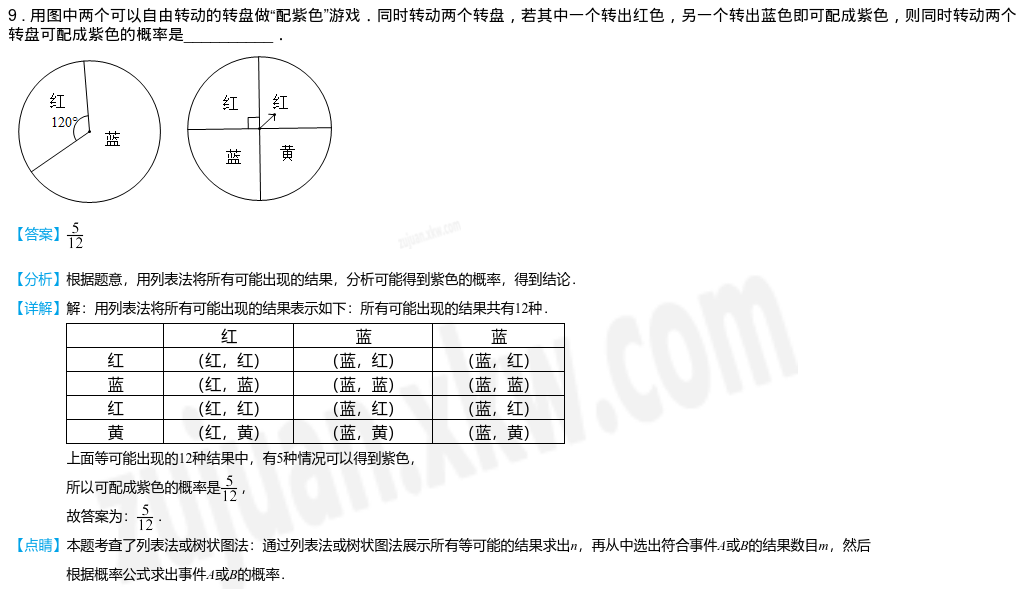 9．用图中两个可以自由转动的转盘做“配紫色”游戏．同时转动两个转盘，若其中一个转出红色，另一个转出蓝色即可配成紫色，则同时转动两个
转盘可配成紫色的概率是___________．
红 120° 蓝
红 红 蓝 黄
【答案】5/12
【分析】根据题意，用列表法将所有可能出现的结果，分析可能得到紫色的概率，得到结论．
【详解】解：用列表法将所有可能出现的结果表示如下：所有可能出现的结果共有12种．
红 蓝 蓝
红 （红，红） （蓝，红） （蓝，红）
蓝 （红，蓝） （蓝，蓝） （蓝，蓝）
红 （红，红） （蓝，红） （蓝，红）
黄 （红，黄） （蓝，黄） （蓝，黄）
上面等可能出现的12种结果中，有5种情况可以得到紫色，
所以可配成紫色的概率是5/12，
故答案为：5/12．
【点睛】本题考查了列表法或树状图法：通过列表法或树状图法展示所有等可能的结果求出n，再从中选出符合事件A或B的结果数目m，然后
根据概率公式求出事件A或B的概率．
zujuan.xkw.com
zujuan.xkw.com